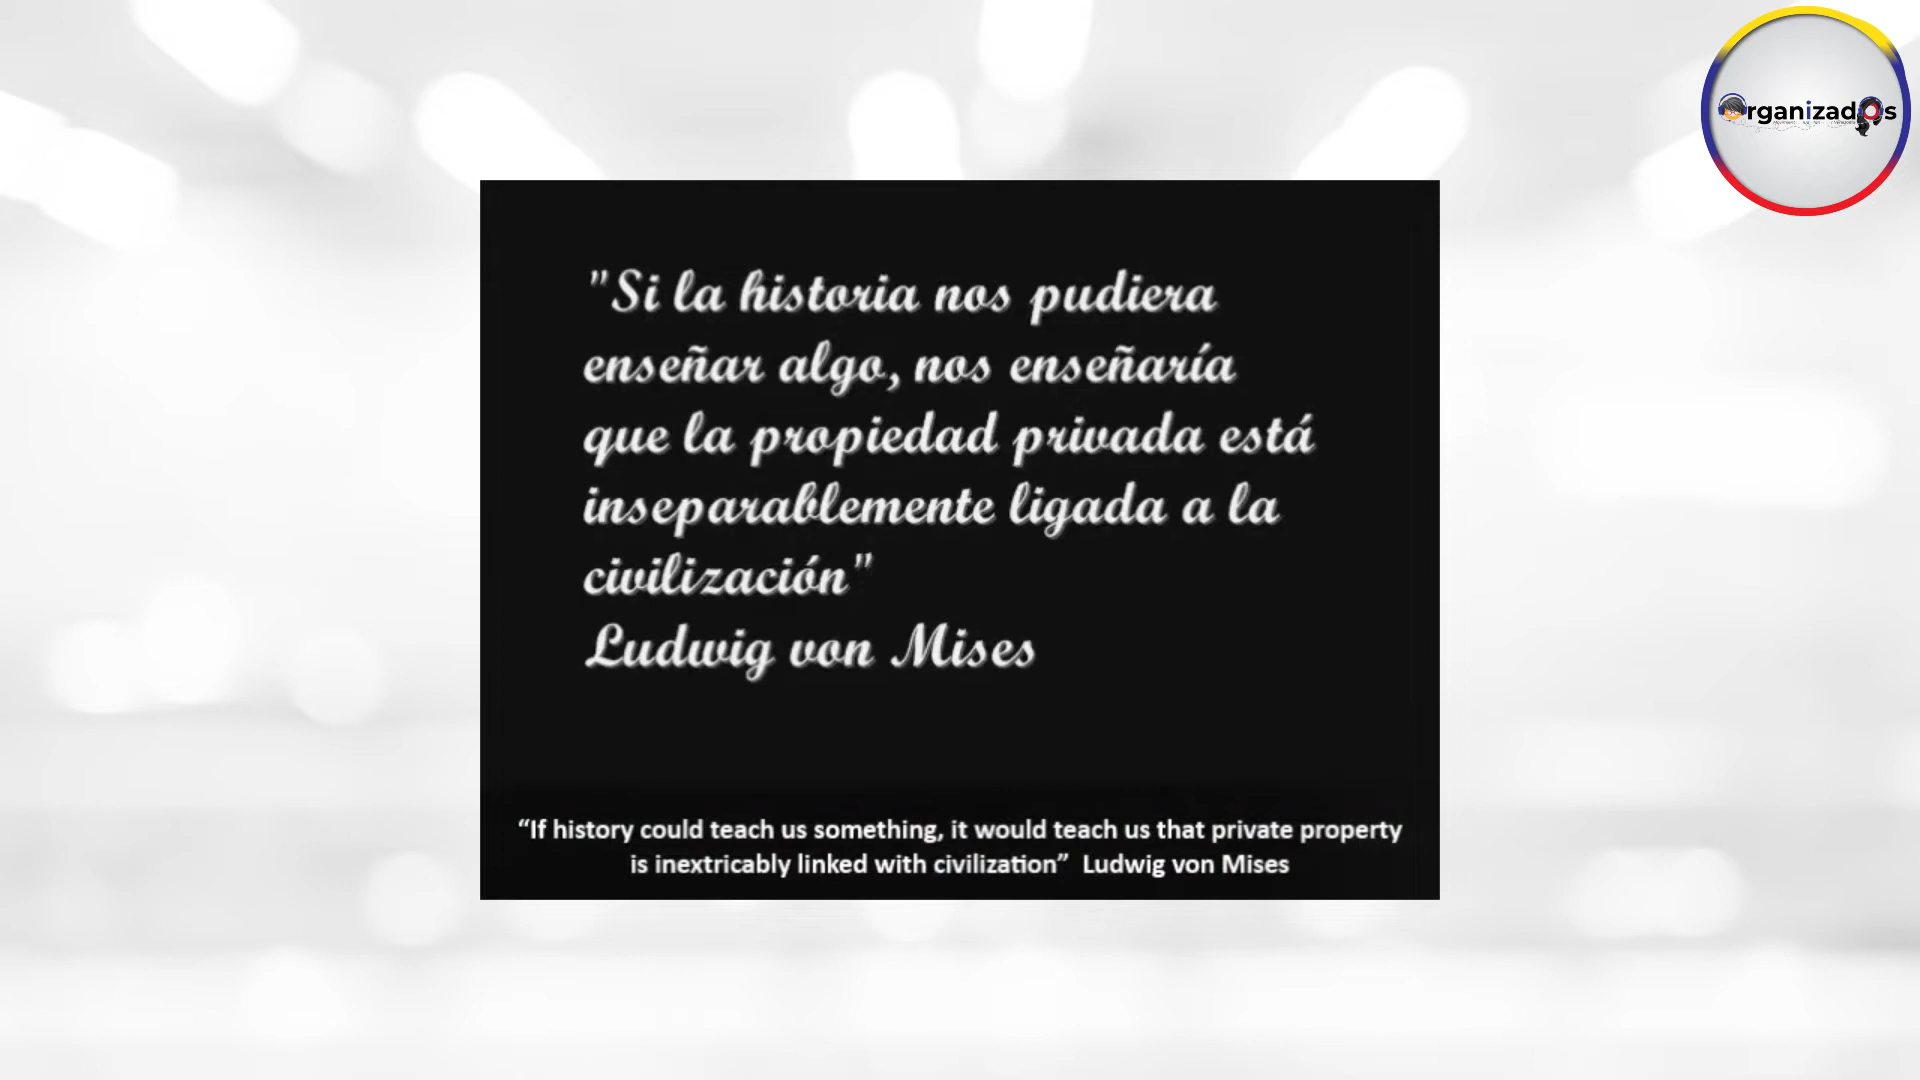 Organizados
"Si la historia nos pudiera
enseñar algo, nos enseñaría
que la propiedad privada está
inseparablemente ligada a la
civilización"
Ludwig von Mises
“If history could teach us something, it would teach us that private property
is inextricably linked with civilization” Ludwig von Mises